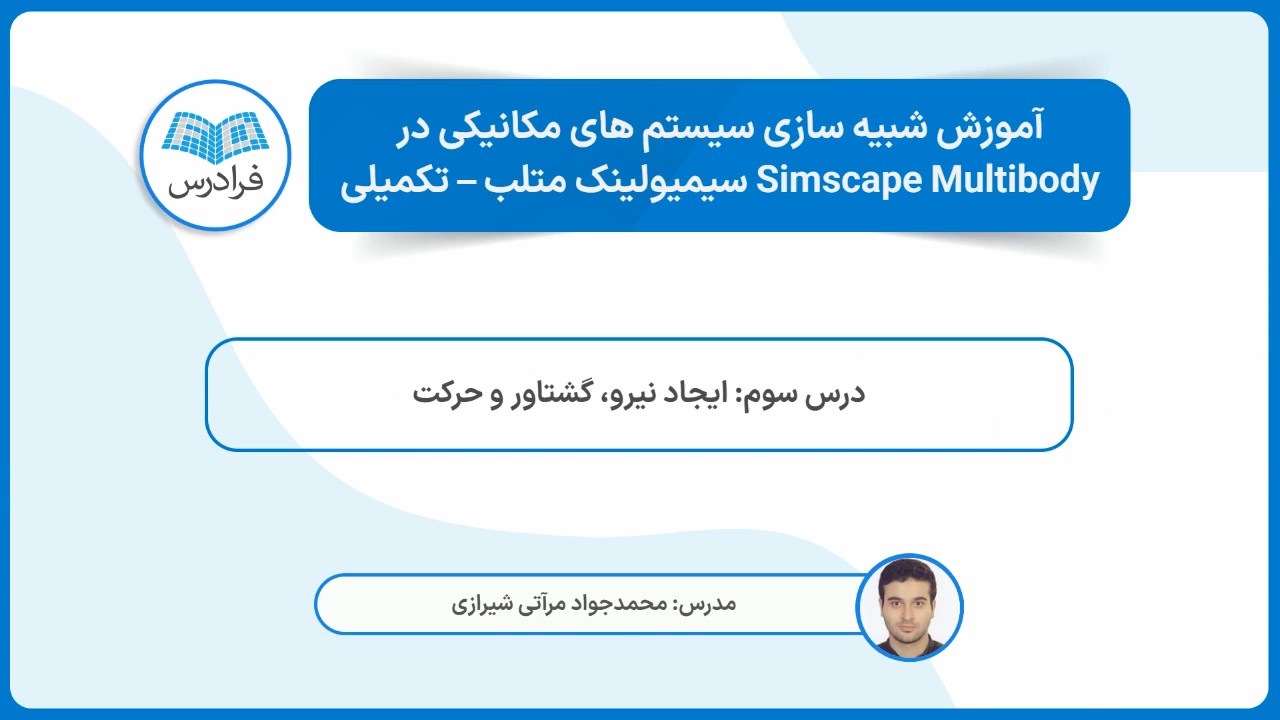 آموزش شبیه سازی سیستم های مکانیکی در
Simscape Multibody سیمیولینک متلب – تکمیلی
فرادرس
درس سوم: ایجاد نیرو، گشتاور و حرکت
مدرس: محمدجواد مرآتی شیرازی